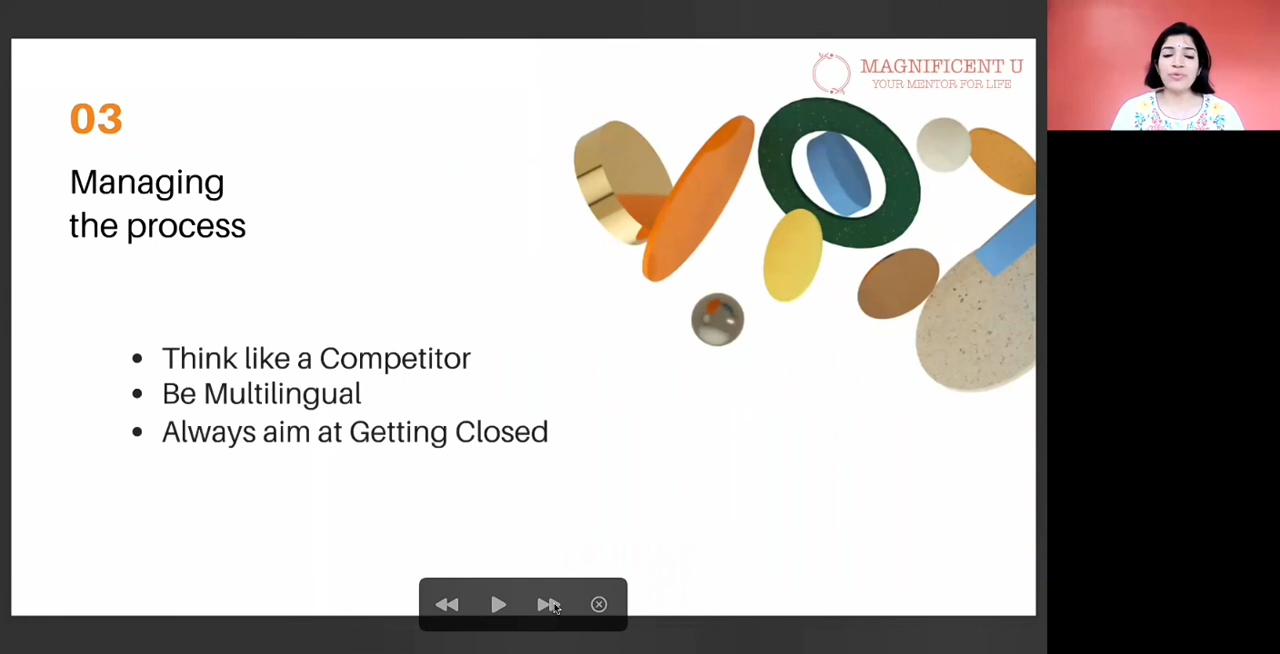 MAGNIFICENT U
YOUR MENTOR FOR LIFE
03
Managing
the process
• Think like a Competitor
• Be Multilingual
• Always aim at Getting Closed